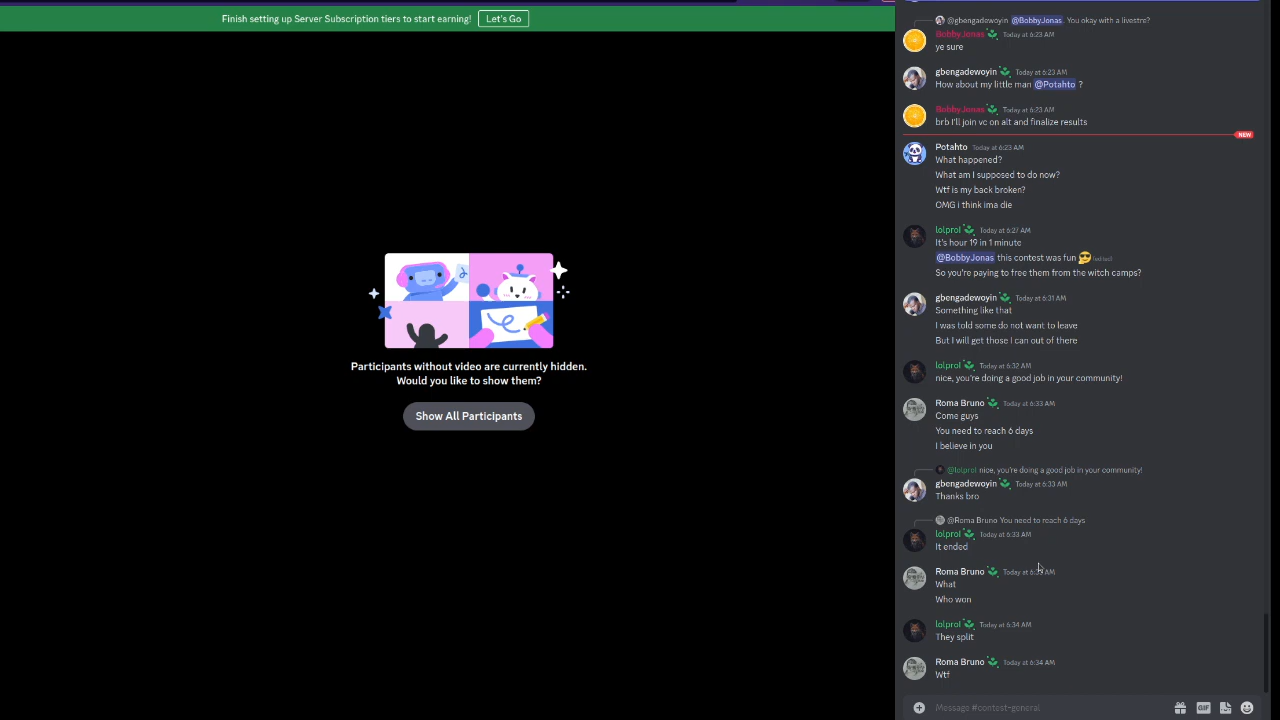 Finish setting up Server Subscription tiers to start earning! Let's Go
Participants without video are currently hidden.
Would you like to show them?
Show All Participants
@gbengadewoyin @BobbyJonas You okay with a livestre?
BobbyJonas Today at 6:23 AM
ye sure
gbengadewoyin Today at 6:23 AM
How about my little man @Potahto ?
BobbyJonas Today at 6:23 AM
brb I'll join vc on alt and finalize results
NEW
Potahto Today at 6:23 AM
What happened?
What am I supposed to do now?
Wtf is my back broken?
OMG i think ima die
lolprol Today at 6:27 AM
It's hour 19 in 1 minute
@BobbyJonas this contest was fun 😎 (edited)
So you're paying to free them from the witch camps?
gbengadewoyin Today at 6:31 AM
Something like that
I was told some do not want to leave
But I will get those I can out of there
lolprol Today at 6:32 AM
nice, you're doing a good job in your community!
Roma Bruno Today at 6:33 AM
Come guys
You need to reach 6 days
I believe in you
@lolprol nice, you're doing a good job in your community!
gbengadewoyin Today at 6:33 AM
Thanks bro
@Roma Bruno You need to reach 6 days
lolprol Today at 6:33 AM
It ended
Roma Bruno Today at 6:33 AM
What
Who won
lolprol Today at 6:34 AM
They split
Roma Bruno Today at 6:34 AM
Wtf
Message #contest-general
GIF